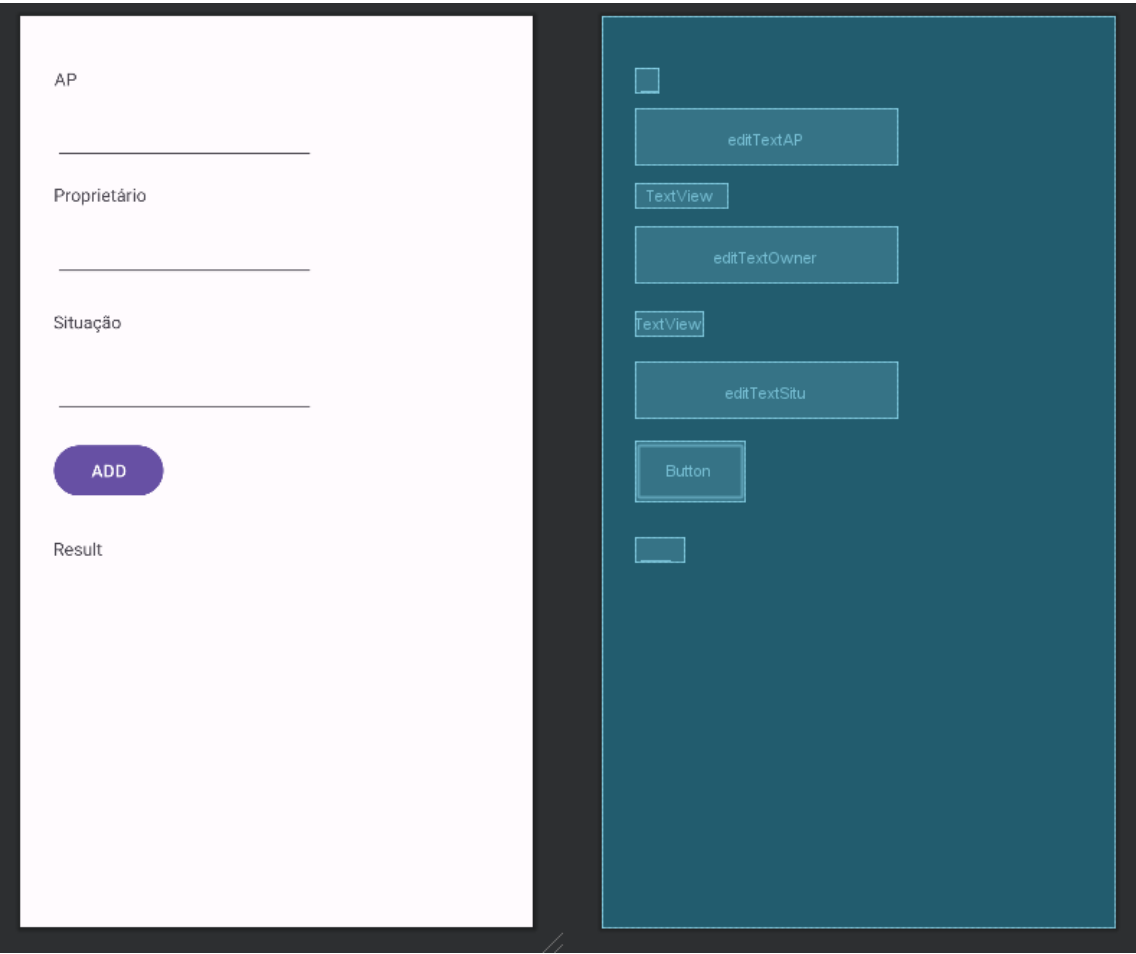 AP
Proprietário
Situação
ADD
Result
editTextAP
TextView
editTextOwner
TextView
editTextSitu
Button